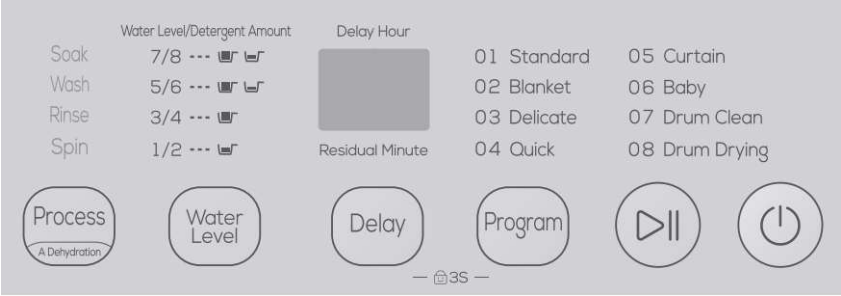 Water Level/Detergent Amount
Delay Hour
Soak
Wash
Rinse
Spin
7/8 ---
5/6 ---
3/4 ---
1/2 ---
Residual Minute
01 Standard
02 Blanket
03 Delicate
04 Quick
05 Curtain
06 Baby
07 Drum Clean
08 Drum Drying
Process
A Dehydration
Water
Level
Delay
Program
— 3S —